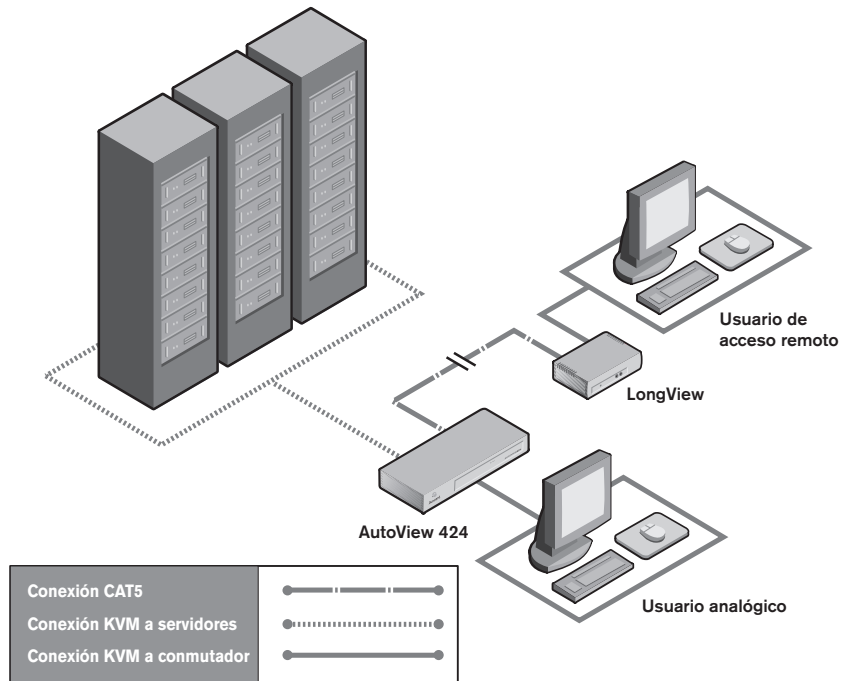 Usuario de
acceso remoto
LongView
AutoView 424
Usuario analógico
Conexión CAT5
Conexión KVM a servidores
Conexión KVM a conmutador